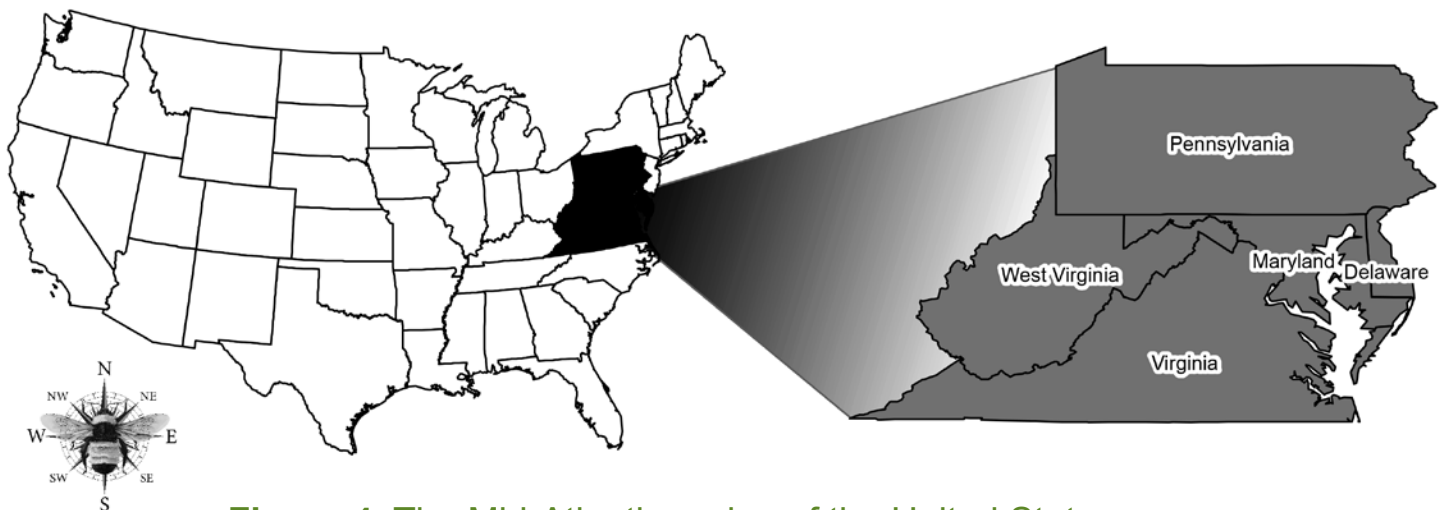 Pennsylvania
West Virginia
Maryland
Delaware
Virginia
N
NW NE
W E
SW SE
S